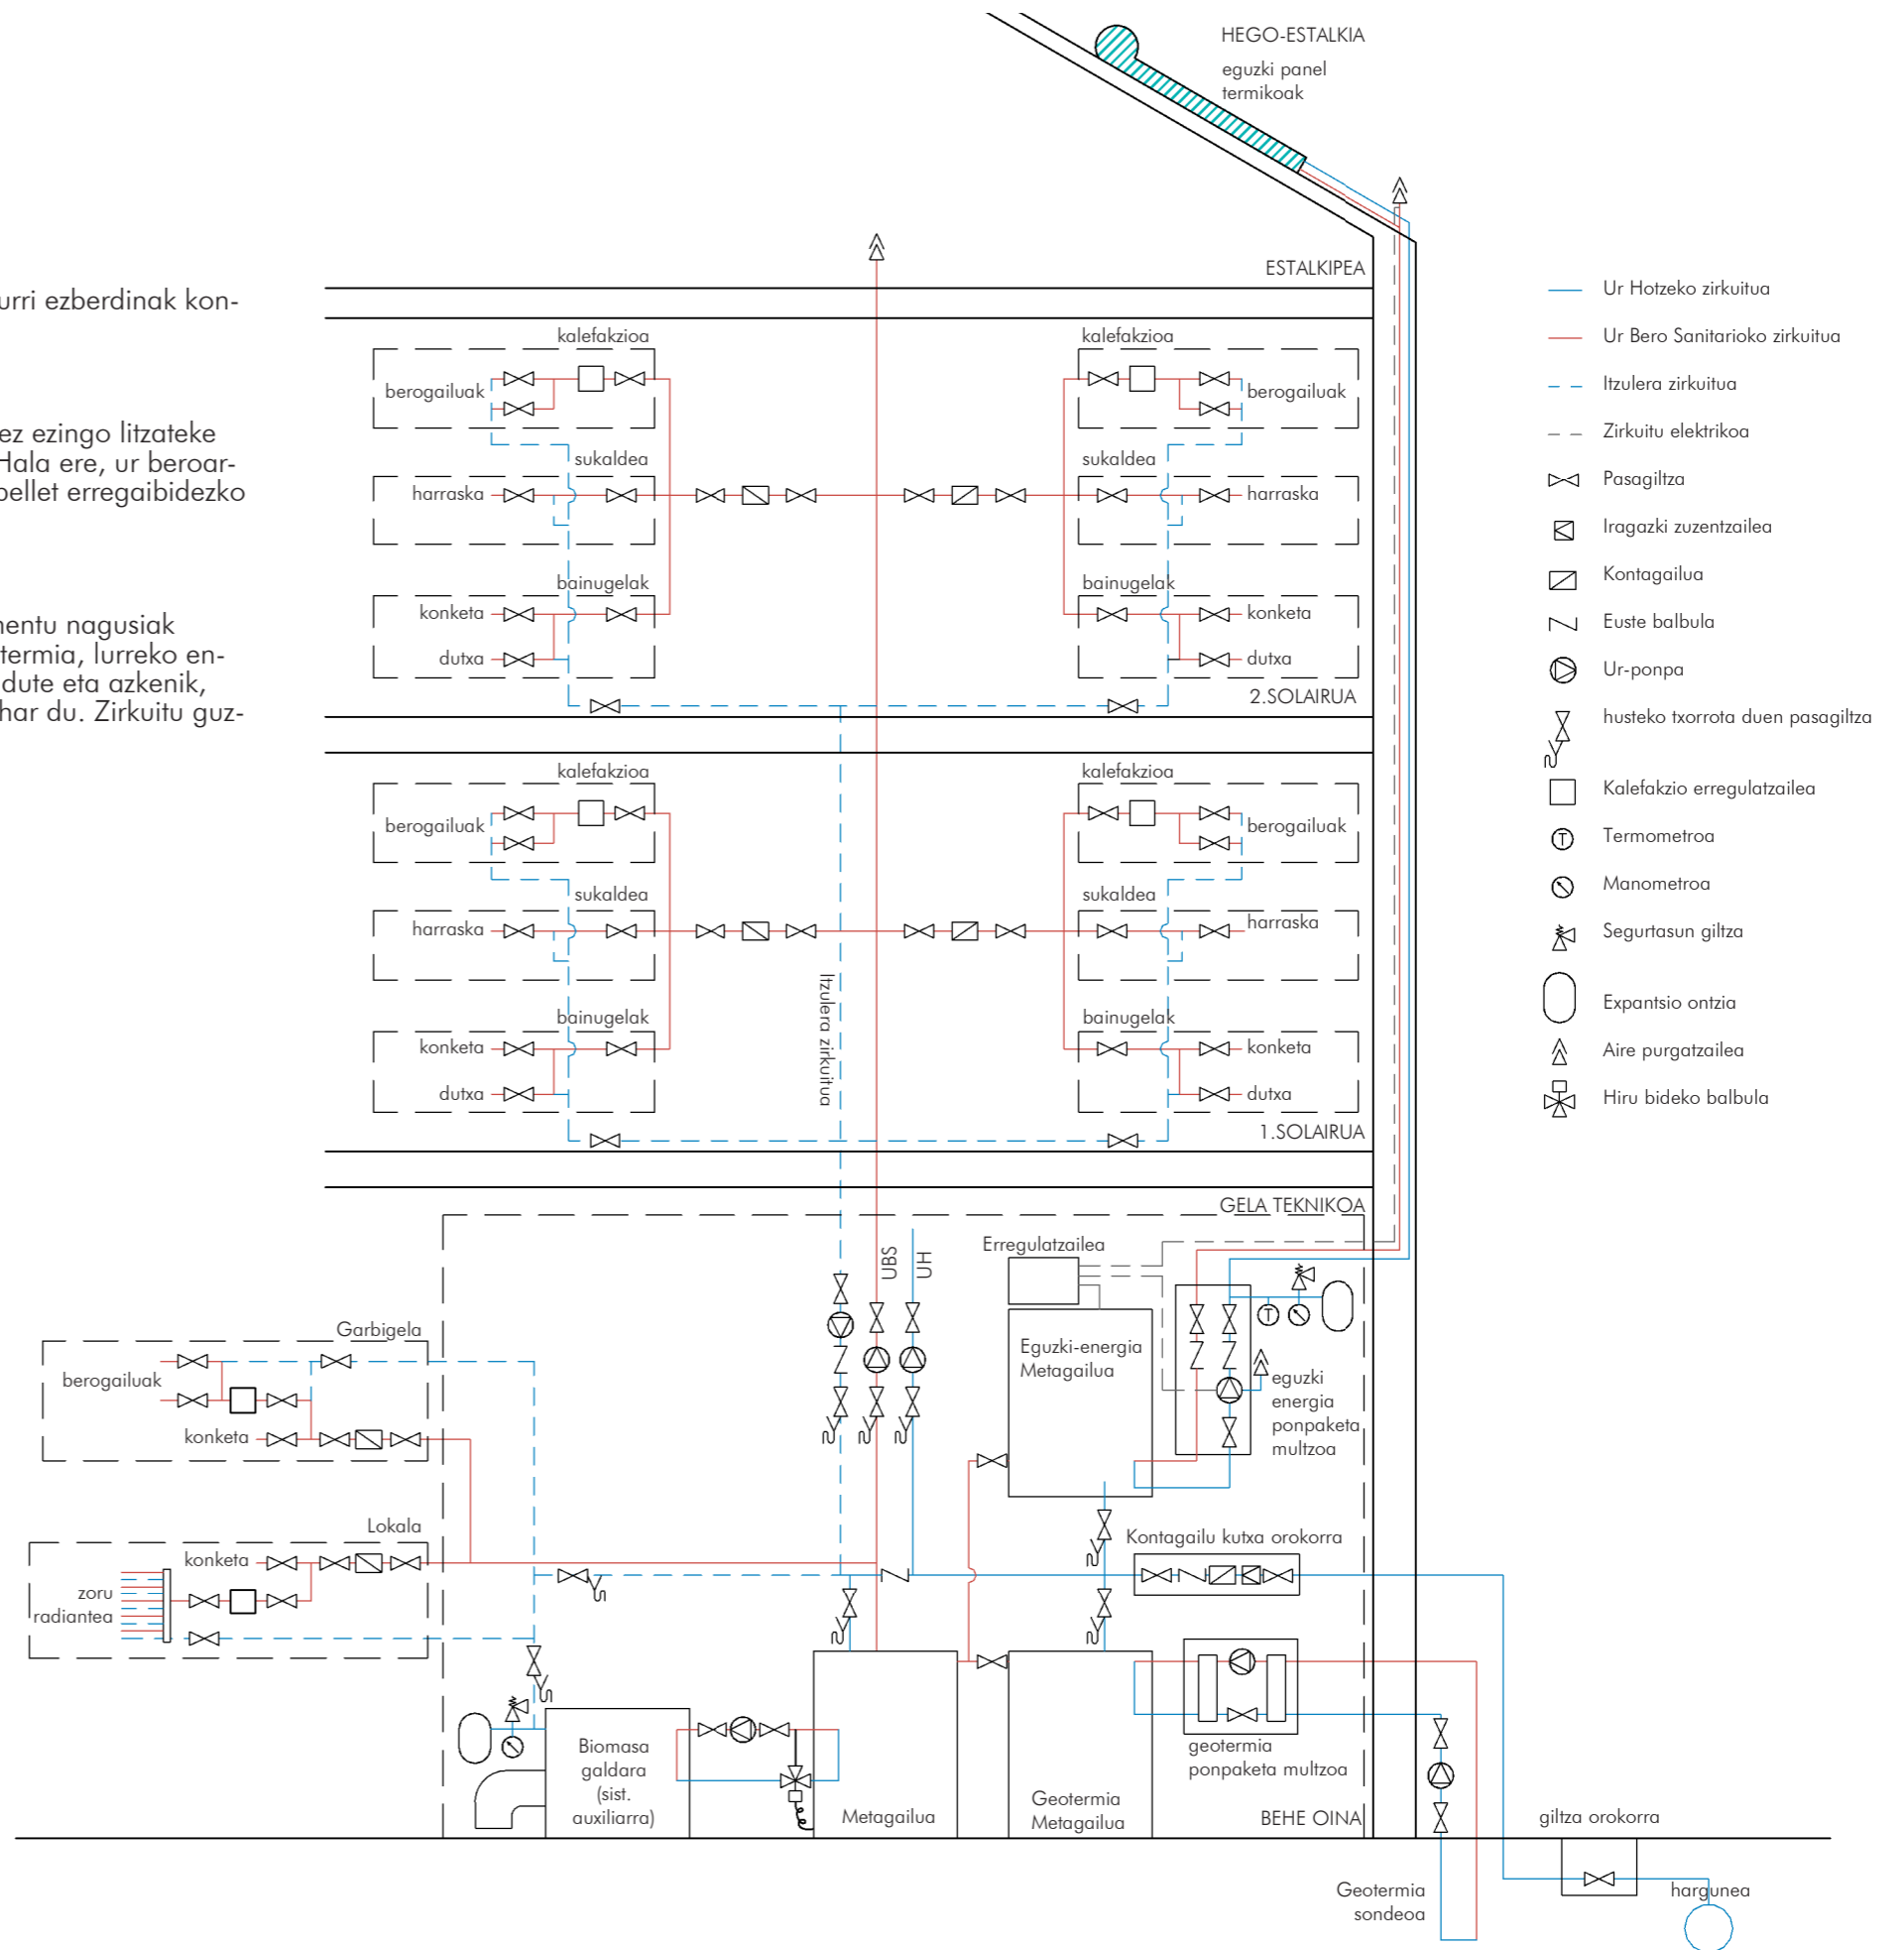 HEGO-ESTALKIA
eguzki panel
termikoak
ESTALKIPEA
urri ezberdinak kon-
ez ezingo litzateke
Hala ere, ur beroar-
pellet erregaibidezko
mentu nagusiak
termia, lurreko en-
dute eta azkenik,
har du. Zirkuitu guz-
kalefakzioa
berogailuak
sukaldea
harraska
bainugelak
konketa
dutxa
kalefakzioa
berogailuak
sukaldea
harraska
bainugelak
konketa
dutxa
2.SOLAIRUA
kalefakzioa
berogailuak
sukaldea
harraska
bainugelak
konketa
dutxa
kalefakzioa
berogailuak
sukaldea
harraska
bainugelak
konketa
dutxa
1.SOLAIRUA
Itzulera zirkuitua
Ur Hotzeko zirkuitua
Ur Bero Sanitarioko zirkuitua
Itzulera zirkuitua
Zirkuitu elektrikoa
Pasagiltza
Iragazki zuzentzailea
Kontagailua
Euste balbula
Ur-ponpa
husteko txorrota duen pasagiltza
Kalefakzio erregulatzailea
T Termometroa
Manometroa
Segurtasun giltza
Expantsio ontzia
Aire purgatzailea
Hiru bideko balbula
GELA TEKNIKOA
Erregulatzailea
UBS
UH
T
Eguzki-energia
Metagailua
eguzki
energia
ponpaketa
multzoa
Garbigela
berogailuak
konketa
Lokala
konketa
zoru
radiantea
Kontagailu kutxa orokorra
Biomasa
galdara
(sist.
auxiliarra)
Metagailua
Geotermia
Metagailua
geotermia
ponpaketa multzoa
BEHE OINA
giltza orokorra
Geotermia
sondeoa
hargunea